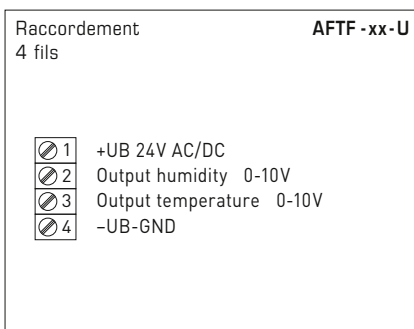 Raccordement AFTF-xx-U
4 fils
1 +UB 24V AC/DC
2 Output humidity 0-10V
3 Output temperature 0-10V
4 –UB-GND